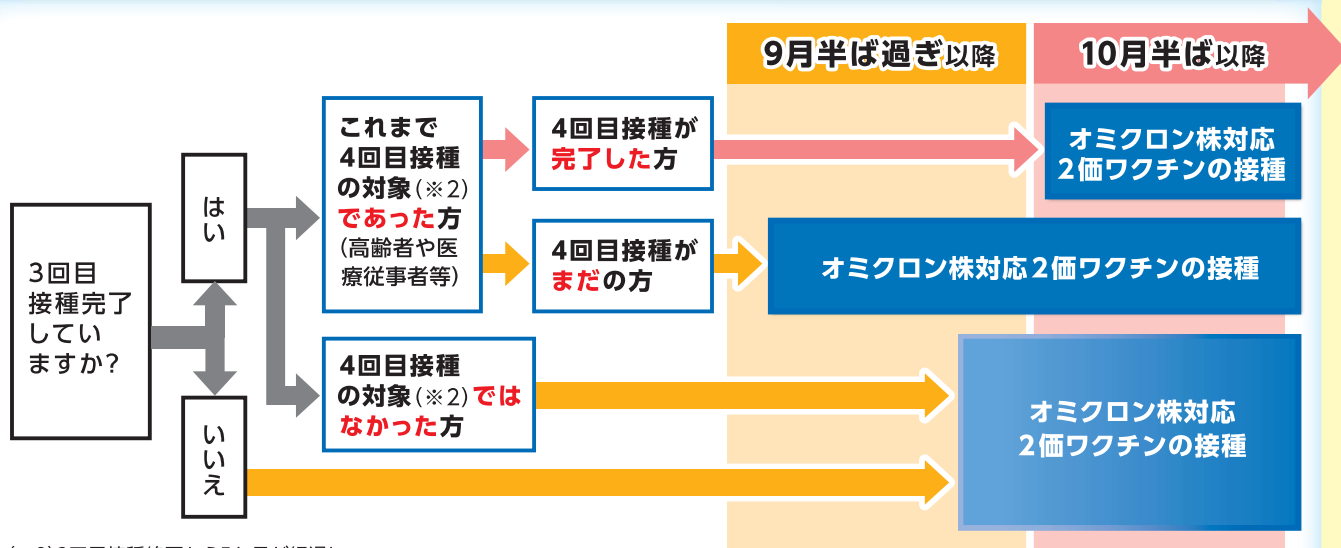 9月半ば過ぎ以降
10月半ば以降
3回目
接種完了
してい
ますか?
はい
いいえ
これまで
4回目接種
の対象(※2)
であった方
(高齢者や医
療従事者等)
4回目接種が
完了した方
4回目接種が
まだの方
4回目接種
の対象(※2)では
なかった方
オミクロン株対応
2価ワクチンの接種
オミクロン株対応2価ワクチンの接種
オミクロン株対応
2価ワクチンの接種